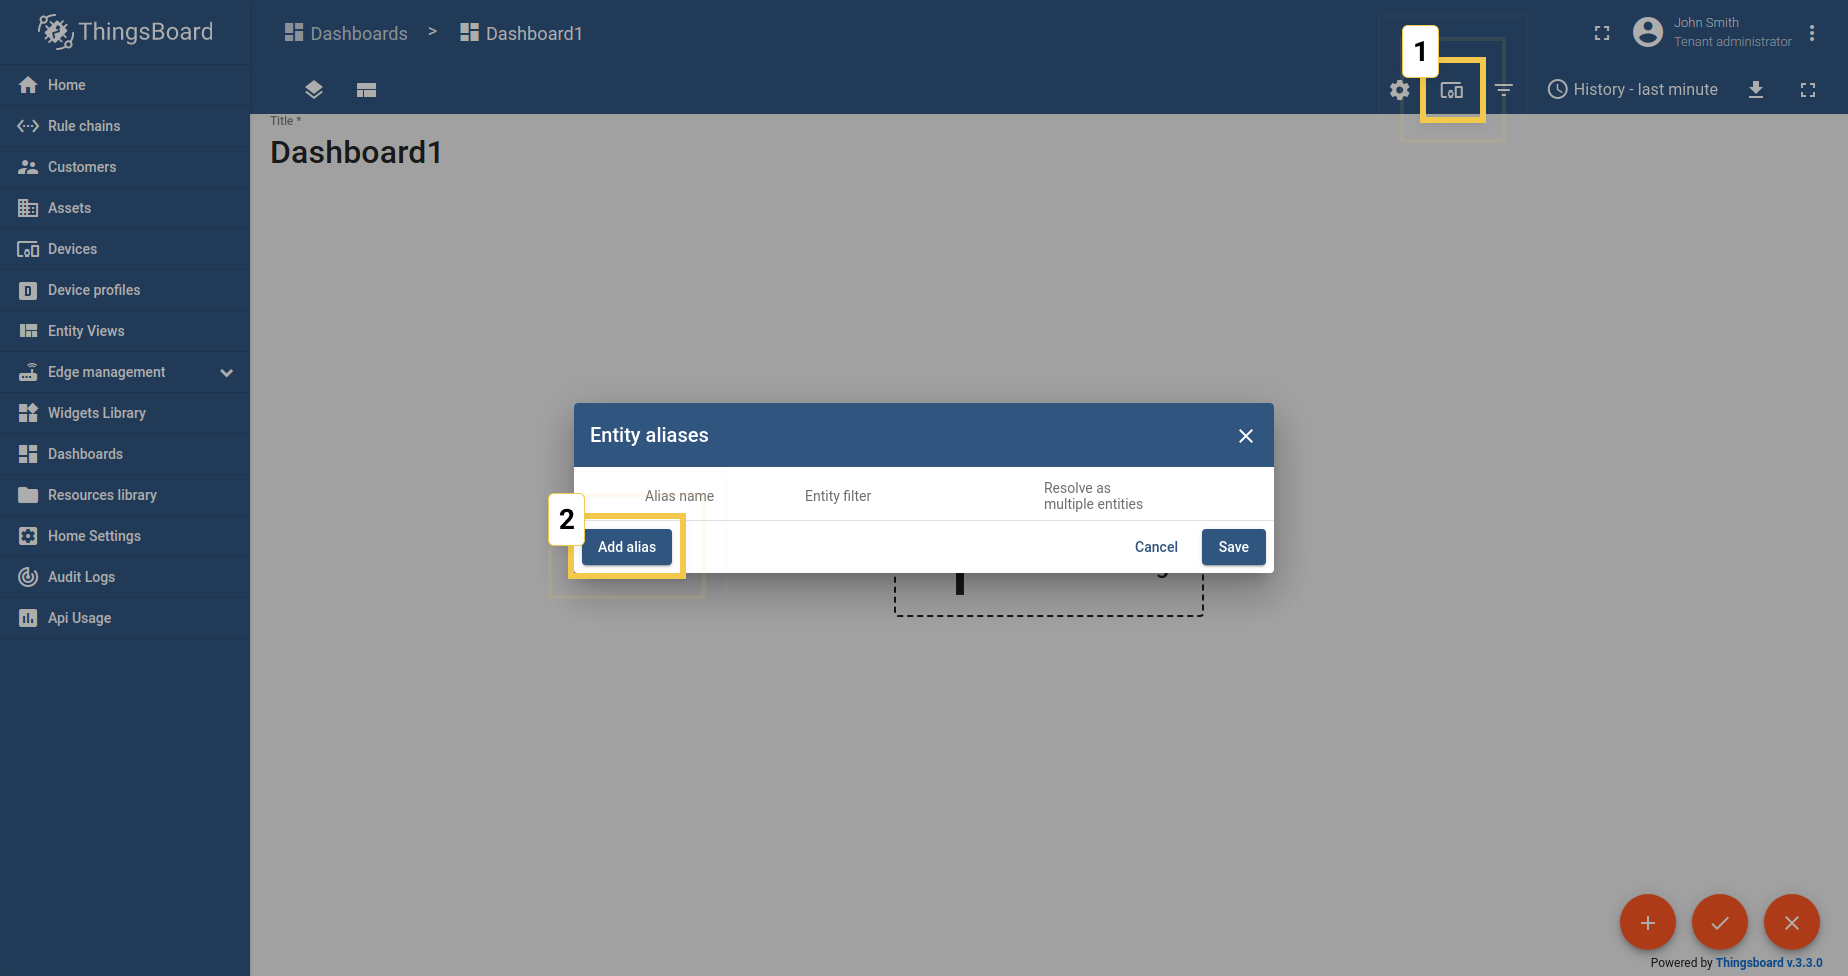 ThingsBoard
Dashboards > Dashboard1
John Smith
Tenant administrator
1
History - last minute
Home
Rule chains
Customers
Assets
Devices
Device profiles
Entity Views
Edge management
Widgets Library
Dashboards
Resources library
Home Settings
Audit Logs
Api Usage
Title *
Dashboard1
Entity aliases
Alias name
Entity filter
Resolve as
multiple entities
2
Add alias
Cancel
Save
Powered by Thingsboard v.3.3.0